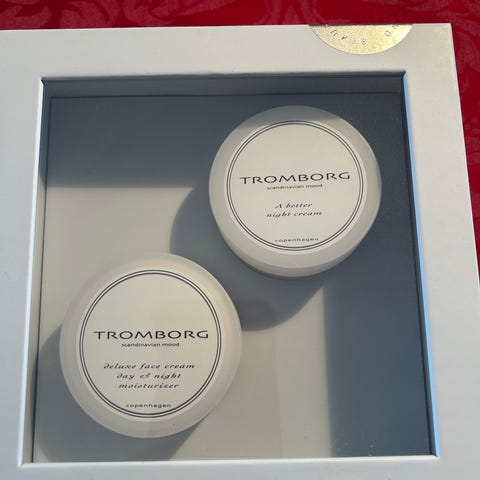 TROMBORG
scandinavian mood
A better
night cream
copenhagen
TROMBORG
scandinavian mood
deluxe face cream
day & night
moisturizer
copenhagen